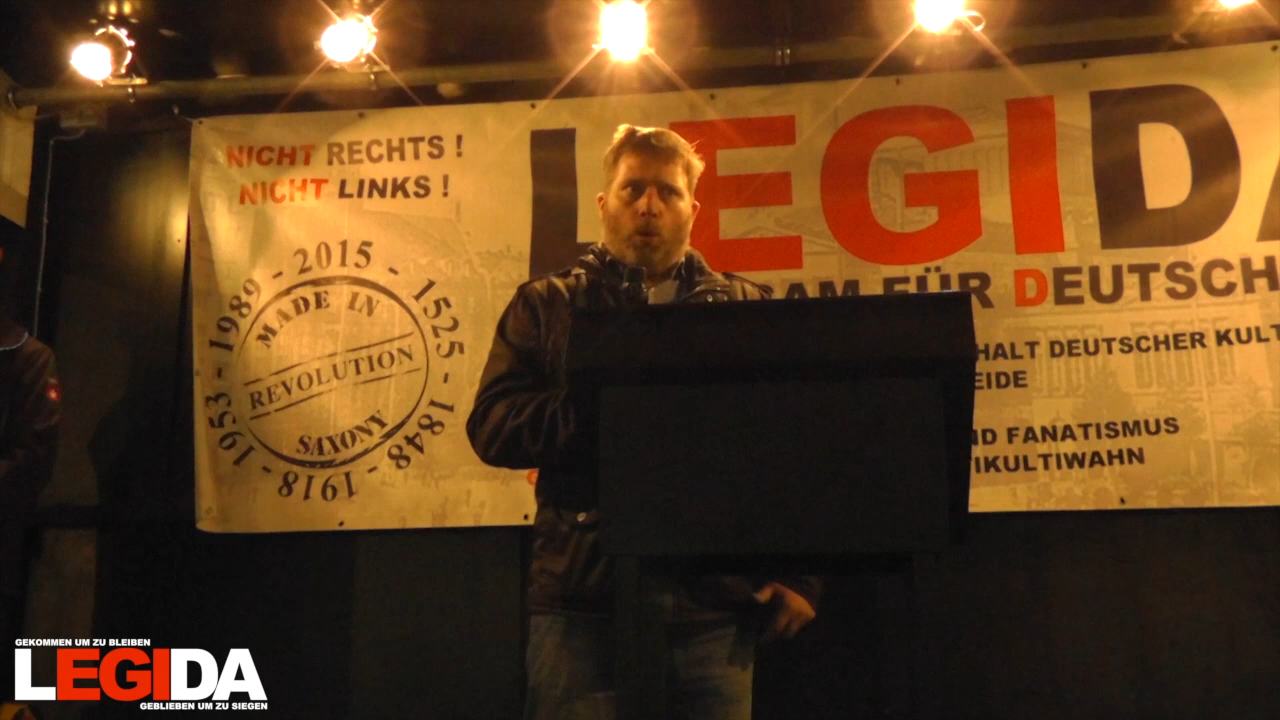 NICHT RECHTS !
NICHT LINKS !
LEGIDA
FÜR DEUTSCH
HALT DEUTSCHER KULT
EIDE
ND FANATISMUS
IKULTIWAHN
1525 - 1848 - 1918 - 1953 - 1989 - 2015 -
MADE IN
REVOLUTION
SAXONY
GEKOMMEN UM ZU BLEIBEN
LEGIDA
GEBLIEBEN UM ZU SIEGEN